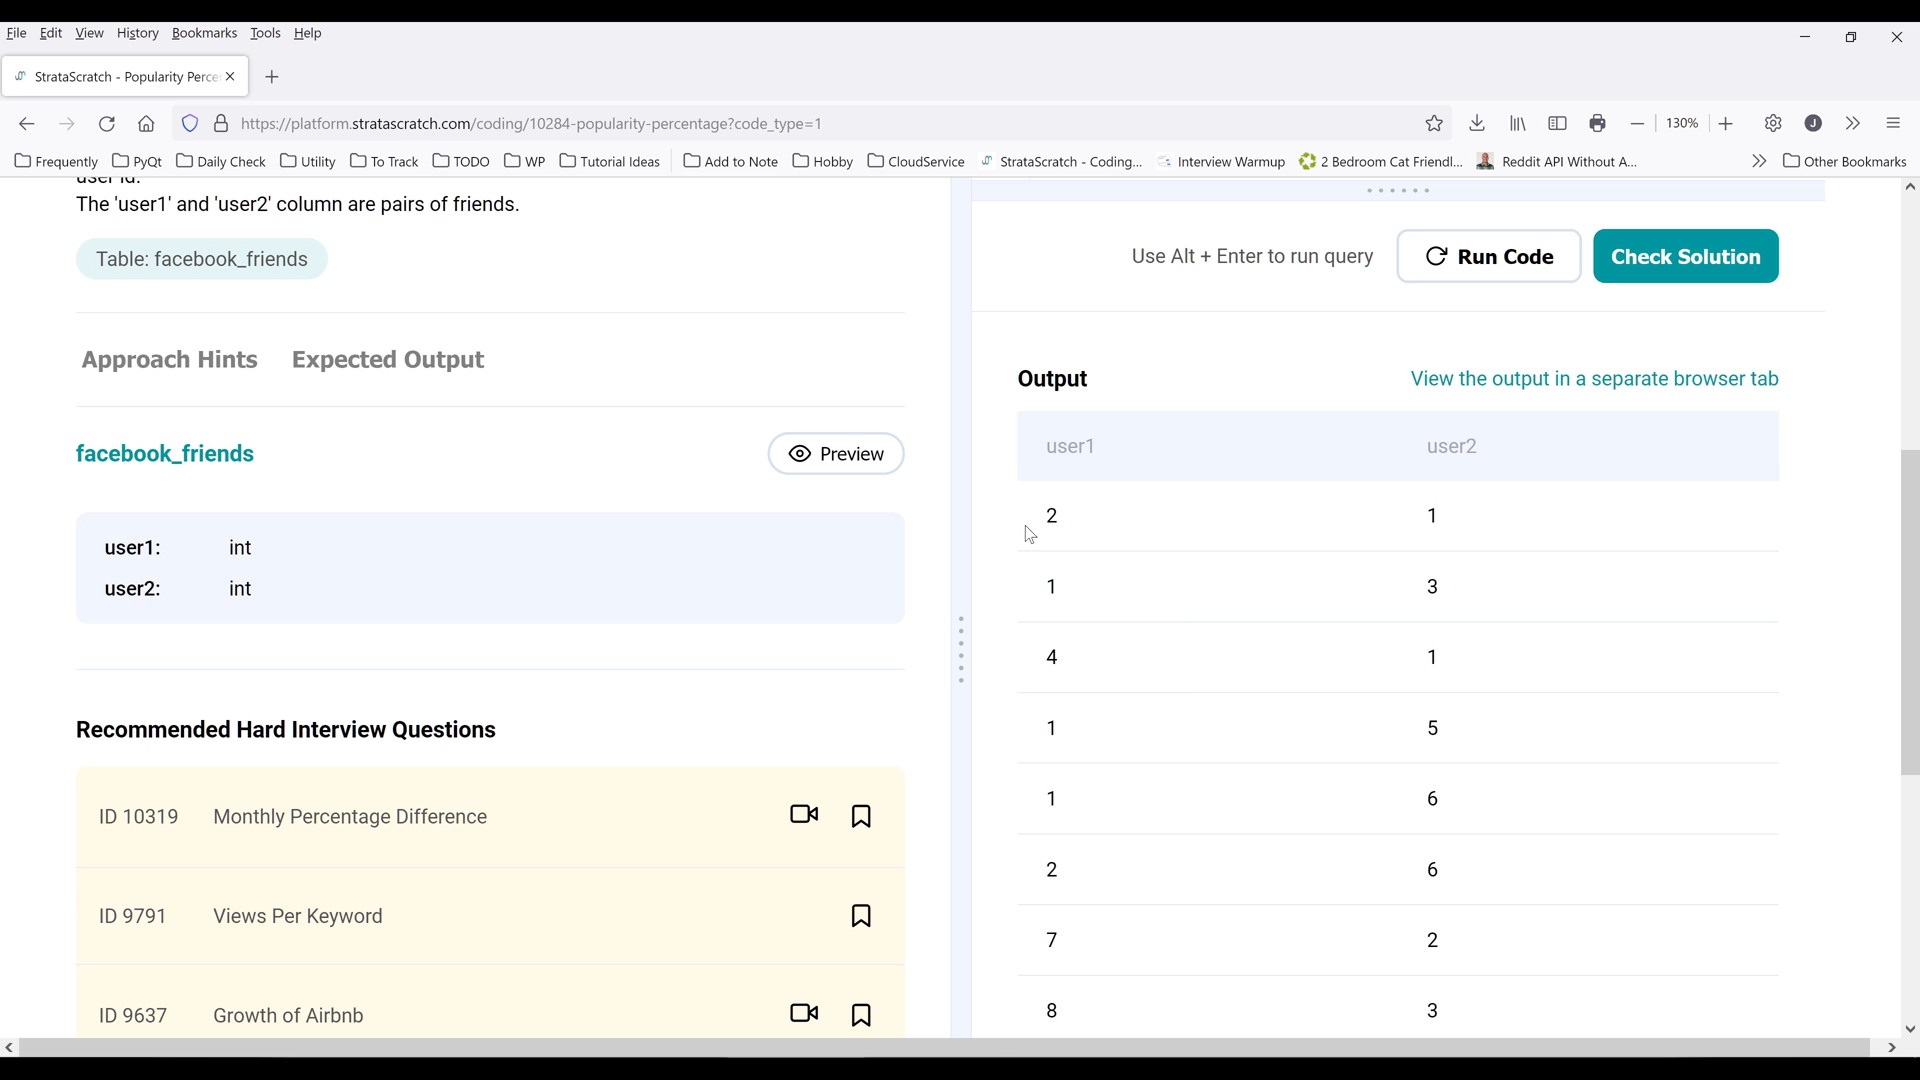 File Edit View History Bookmarks Tools Help
StrataScratch - Popularity Perce
https://platform.stratascratch.com/coding/10284-popularity-percentage?code_type=1
130%
J
Frequently PyQt Daily Check Utility To Track TODO WP Tutorial Ideas Add to Note Hobby CloudService StrataScratch - Coding... Interview Warmup 2 Bedroom Cat Friendl... Reddit API Without A... Other Bookmarks
user id.
The 'user1' and 'user2' column are pairs of friends.
Table: facebook_friends
Approach Hints Expected Output
facebook_friends
Preview
user1: int
user2: int
Recommended Hard Interview Questions
ID 10319 Monthly Percentage Difference
ID 9791 Views Per Keyword
ID 9637 Growth of Airbnb
Use Alt + Enter to run query Run Code Check Solution
Output View the output in a separate browser tab
user1 user2
2 1
1 3
4 1
1 5
1 6
2 6
7 2
8 3